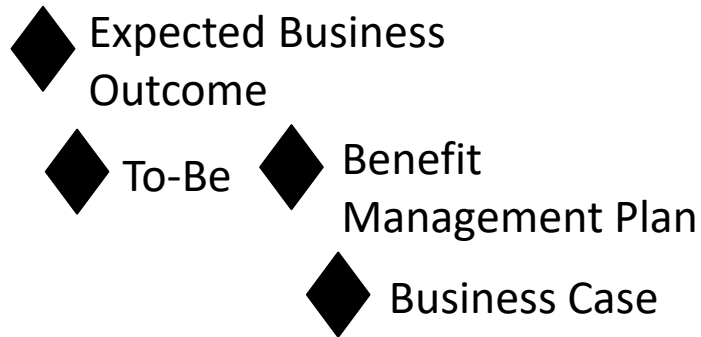 Expected Business
Outcome
To-Be
Benefit
Management Plan
Business Case